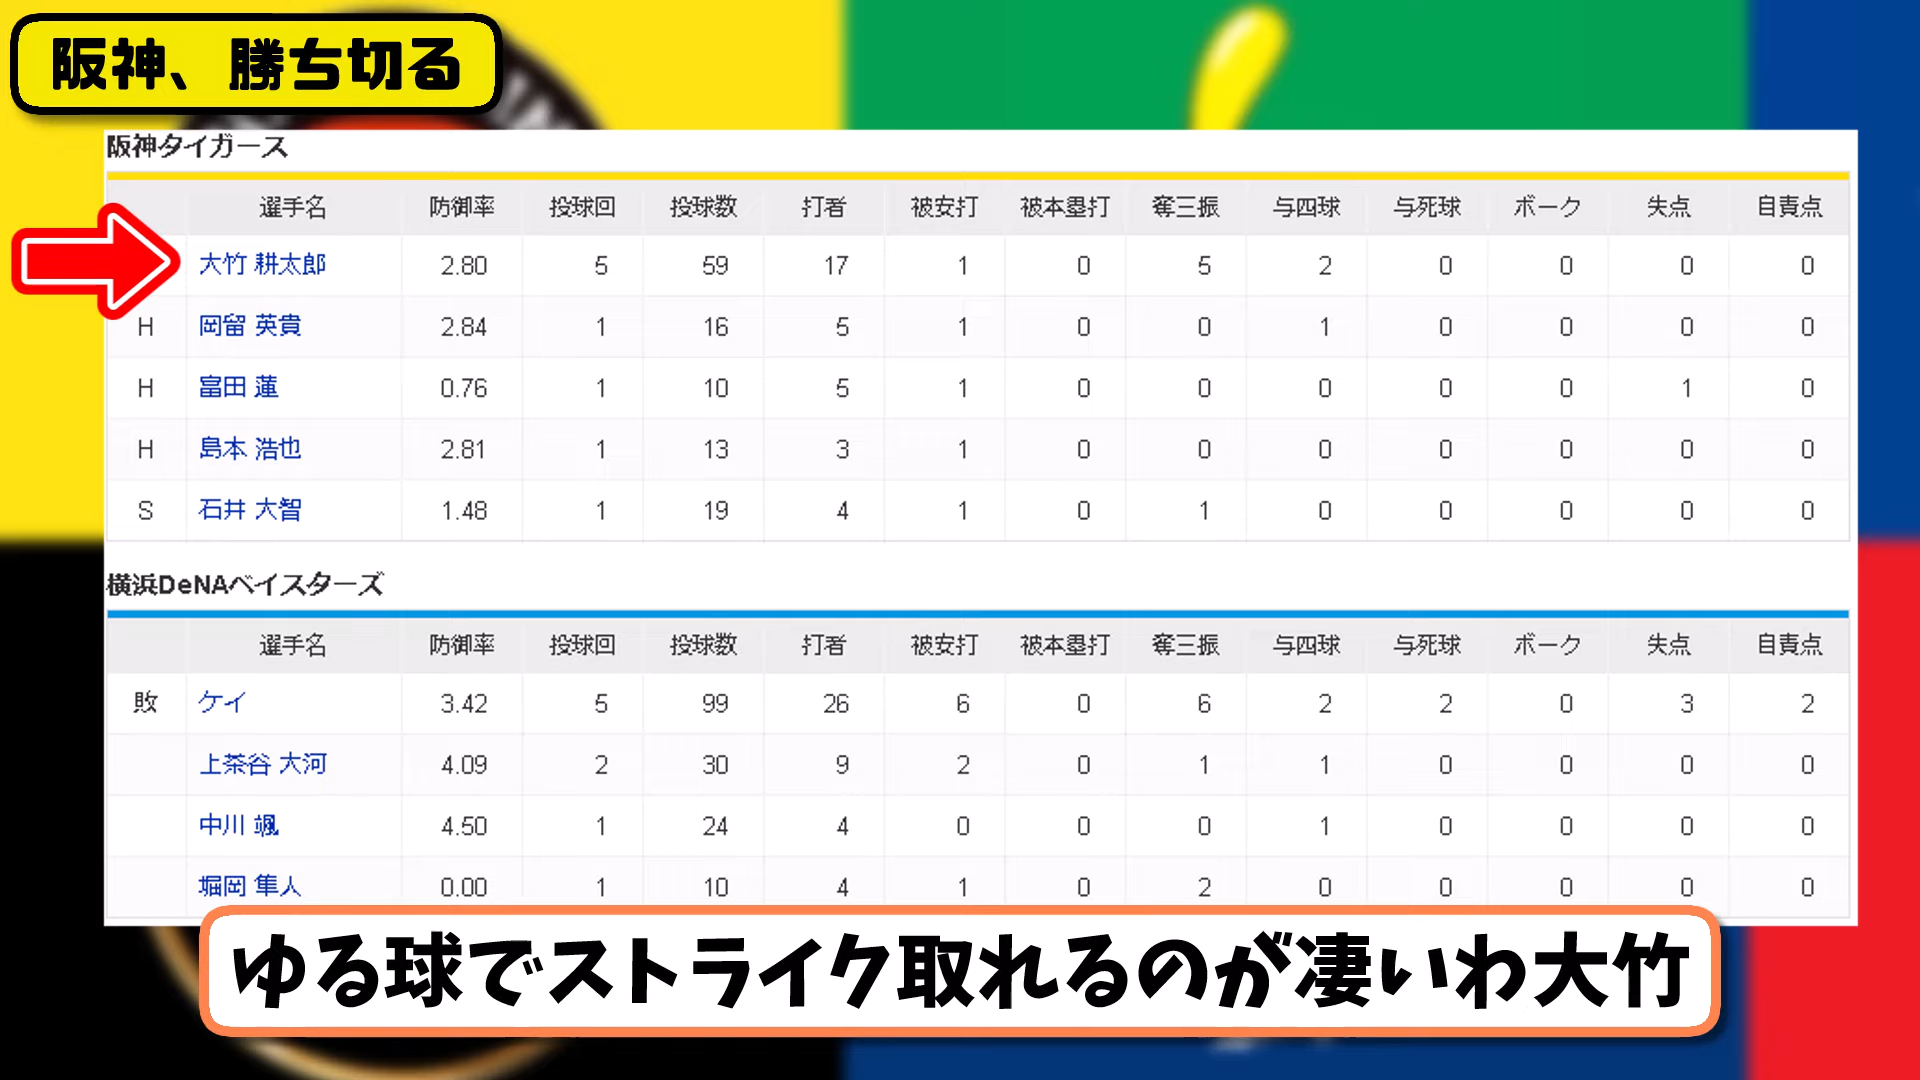 阪神、勝ち切る
阪神タイガース
選手名 防御率 投球回 投球数 打者 被安打 被本塁打 奪三振 与四球 与死球 ボーク 失点 自責点
大竹 耕太郎 2.80 5 59 17 1 0 5 2 0 0 0 0
H 岡留 英貴 2.84 1 16 5 1 0 0 1 0 0 0 0
H 富田 蓮 0.76 1 10 5 1 0 0 0 0 0 1 0
H 島本 浩也 2.81 1 13 3 1 0 0 0 0 0 0 0
S 石井 大智 1.48 1 19 4 1 0 1 0 0 0 0 0
横浜DeNAベイスターズ
選手名 防御率 投球回 投球数 打者 被安打 被本塁打 奪三振 与四球 与死球 ボーク 失点 自責点
敗 ケイ 3.42 5 99 26 6 0 6 2 2 0 3 2
上茶谷 大河 4.09 2 30 9 2 0 1 1 0 0 0 0
中川 颯 4.50 1 24 4 0 0 0 1 0 0 0 0
堀岡 隼人 0.00 1 10 4 1 0 2 0 0 0 0 0
ゆる球でストライク取れるのが凄いわ大竹